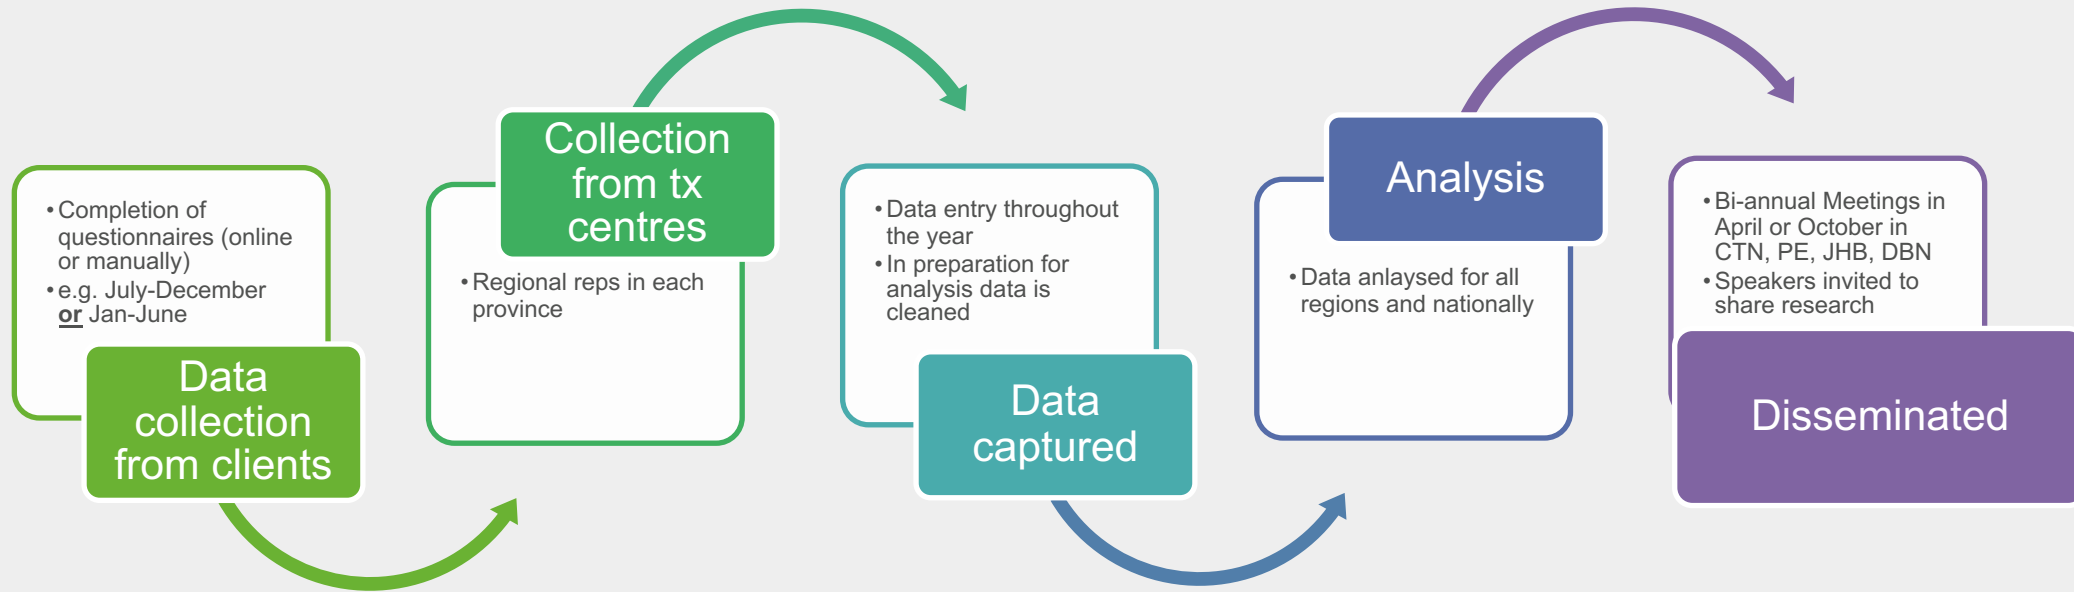 • Completion of
questionnaires (online
or manually)
• e.g. July-December
or Jan-June
Data
collection
from clients
Collection
from tx
centres
• Regional reps in each
province
• Data entry throughout
the year
• In preparation for
analysis data is
cleaned
Data
captured
Analysis
• Data anlaysed for all
regions and nationally
• Bi-annual Meetings in
April or October in
CTN, PE, JHB, DBN
• Speakers invited to
share research
Disseminated